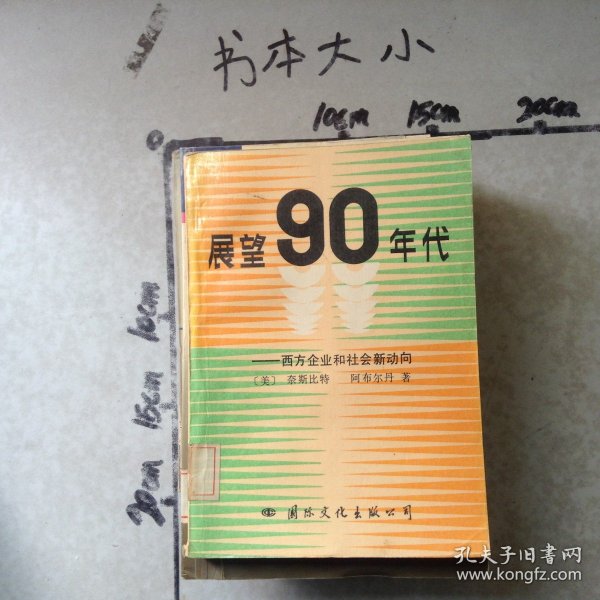 书本大小
10cm 15cm 20cm
展望90年代
——西方企业和社会新动向
〔美〕 奈斯比特 阿布尔丹 著
国际文化出版公司
10cm
15cm
20cm
孔夫子旧书网
www.kongfz.com